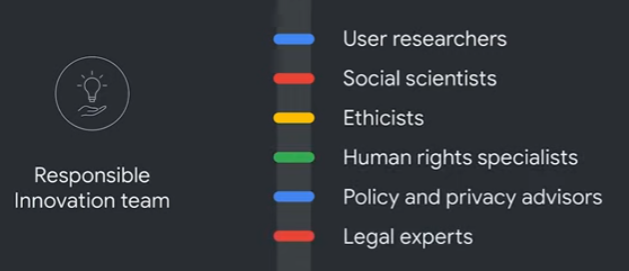 Responsible
Innovation team
User researchers
Social scientists
Ethicists
Human rights specialists
Policy and privacy advisors
Legal experts